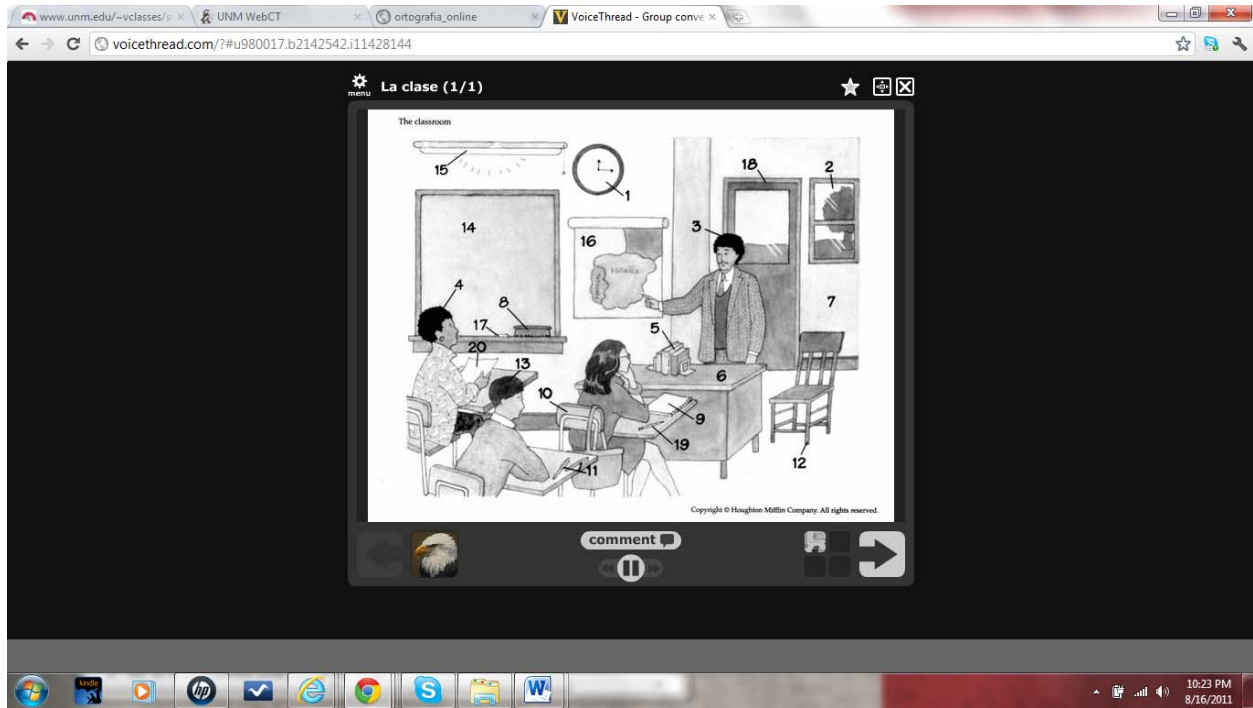 www.unm.edu/~vclasses/s
UNM WebCT
ortografia_online
VoiceThread - Group conve
voicethread.com/?#u980017.b2142542.i11428144
menu
La clase (1/1)
The classroom
15
1
18
2
14
16
3
ESPAÑA
4
8
7
17
5
20
13
6
10
9
19
11
12
Copyright © Houghton Mifflin Company. All rights reserved.
comment
kindle
hp
10:23 PM
8/16/2011